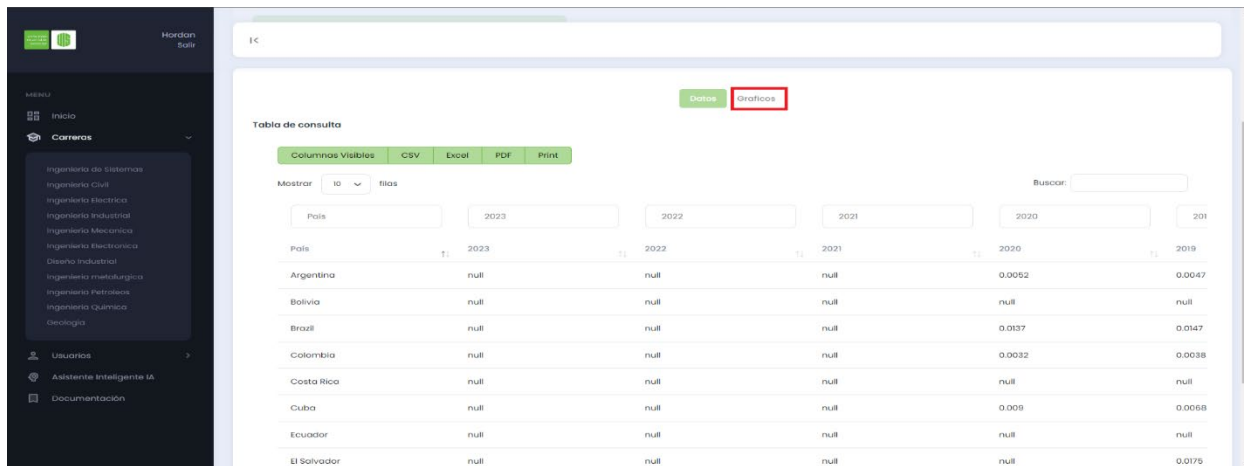 Hordan
Salir
MENU
Inicio
Carreras
Ingeniería de Sistemas
Ingeniería Civil
Ingeniería Electrica
Ingeniería Industrial
Ingeniería Mecanica
Ingeniería Electronica
Diseño Industrial
Ingeniería metalurgica
Ingeniería Petroleos
Ingeniería Química
Geología
Usuarios
Asistente Inteligente IA
Documentación
Datos Graficos
Tabla de consulta
Columnas Visibles CSV Excel PDF Print
Mostrar 10 filas Buscar:
País 2023 2022 2021 2020 201
País 2023 2022 2021 2020 2019
Argentina null null null 0.0052 0.0047
Bolivia null null null null null
Brazil null null null 0.0137 0.0147
Colombia null null null 0.0032 0.0038
Costa Rica null null null null null
Cuba null null null 0.009 0.0068
Ecuador null null null null null
El Salvador null null null null 0.0175